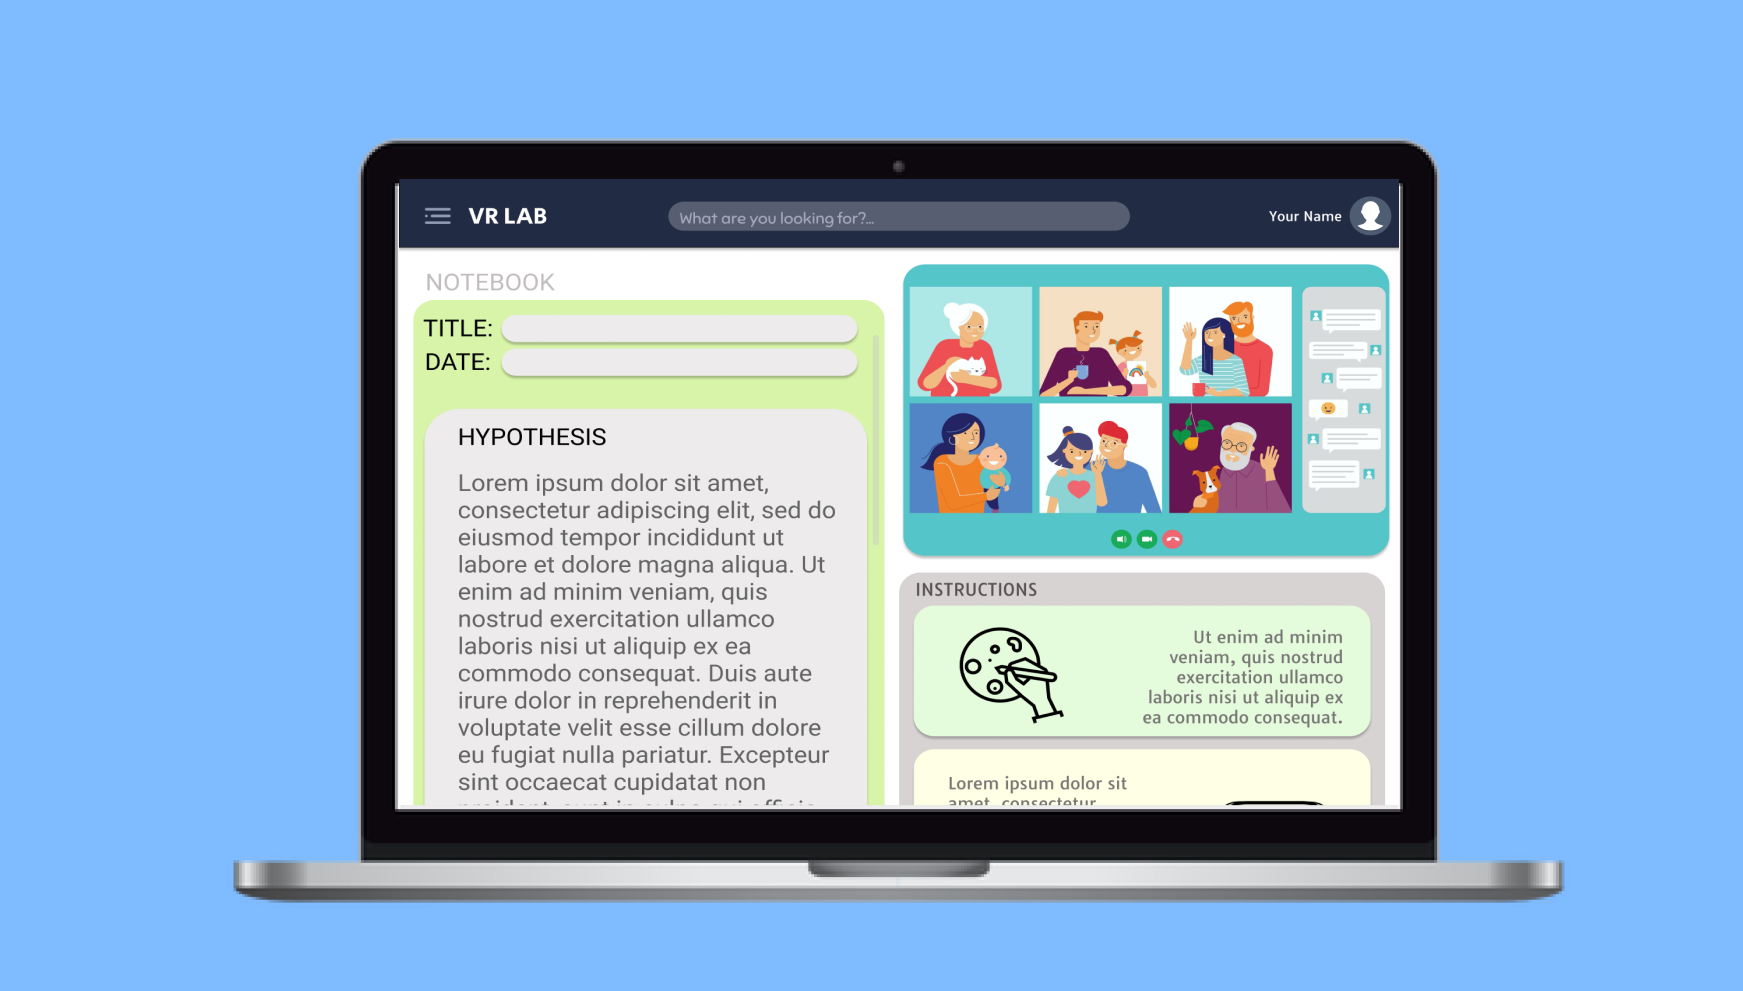 VR LAB
What are you looking for?...
Your Name
NOTEBOOK
TITLE:
DATE:
HYPOTHESIS
Lorem ipsum dolor sit amet,
consectetur adipiscing elit, sed do
eiusmod tempor incididunt ut
labore et dolore magna aliqua. Ut
enim ad minim veniam, quis
nostrud exercitation ullamco
laboris nisi ut aliquip ex ea
commodo consequat. Duis aute
irure dolor in reprehenderit in
voluptate velit esse cillum dolore
eu fugiat nulla pariatur. Excepteur
sint occaecat cupidatat non
INSTRUCTIONS
Ut enim ad minim
veniam, quis nostrud
exercitation ullamco
laboris nisi ut aliquip ex
ea commodo consequat.
Lorem ipsum dolor sit
amet, consectetur